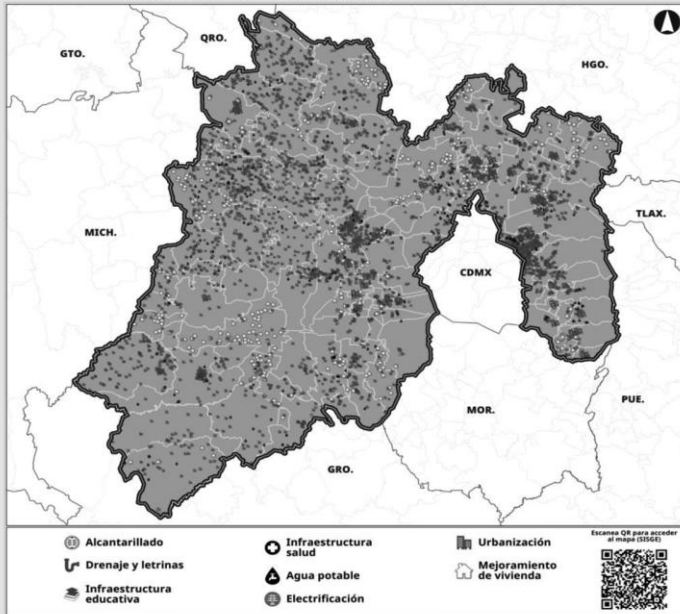 QRO.
GTO.
HGO.
TLAX.
MICH.
CDMX
MOR.
PUE.
GRO.
Alcantarillado
Drenaje y letrinas
Infraestructura
educativa
Infraestructura
salud
Agua potable
Electrificación
Urbanización
Mejoramiento
de vivienda
Escanea QR para acceder
al mapa (SISGE)